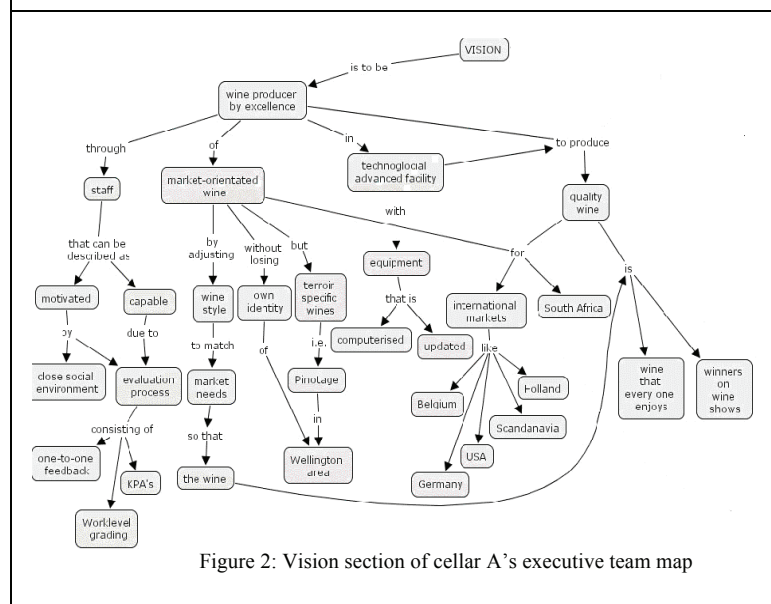 VISION
is to be
wine producer
by excellence
through
of
in
to produce
technoglocial
advanced facility
staff
market-orientated
wine
quality
wine
with
that can be
described as
by
adjusting
without
losing
but
equipment
for
is
motivated
capable
wine
style
own
identity
terroir
specific
wines
that is
international
markets
South Africa
by
due to
to match
of
i.e.
computerised
updated
like
close social
environment
evaluation
process
market
needs
Pinotage
Belgium
Holland
wine
that
every one
enjoys
winners
on
wine
shows
consisting of
so that
in
Scandanavia
one-to-one
feedback
KPA's
the wine
Wellington
area
USA
Germany
Worklevel
grading
Figure 2: Vision section of cellar A's executive team map